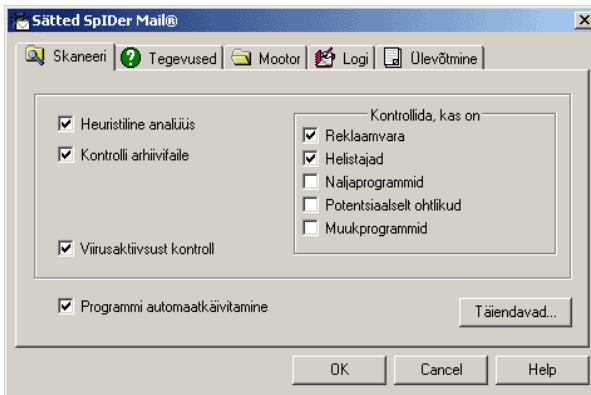 Sätted SpIDer Mail®
Skaneeri Tegevused Mootor Logi Ülevõtmine
Heuristiline analüüs
Kontrolli arhiivifaile
Viirusaktiivsust kontroll
Kontrollida, kas on
Reklaamvara
Helistajad
Naljaprogrammid
Potentsiaalselt ohtlikud
Muukprogrammid
Programmi automaatkäivitamine
Täiendavad...
OK Cancel Help